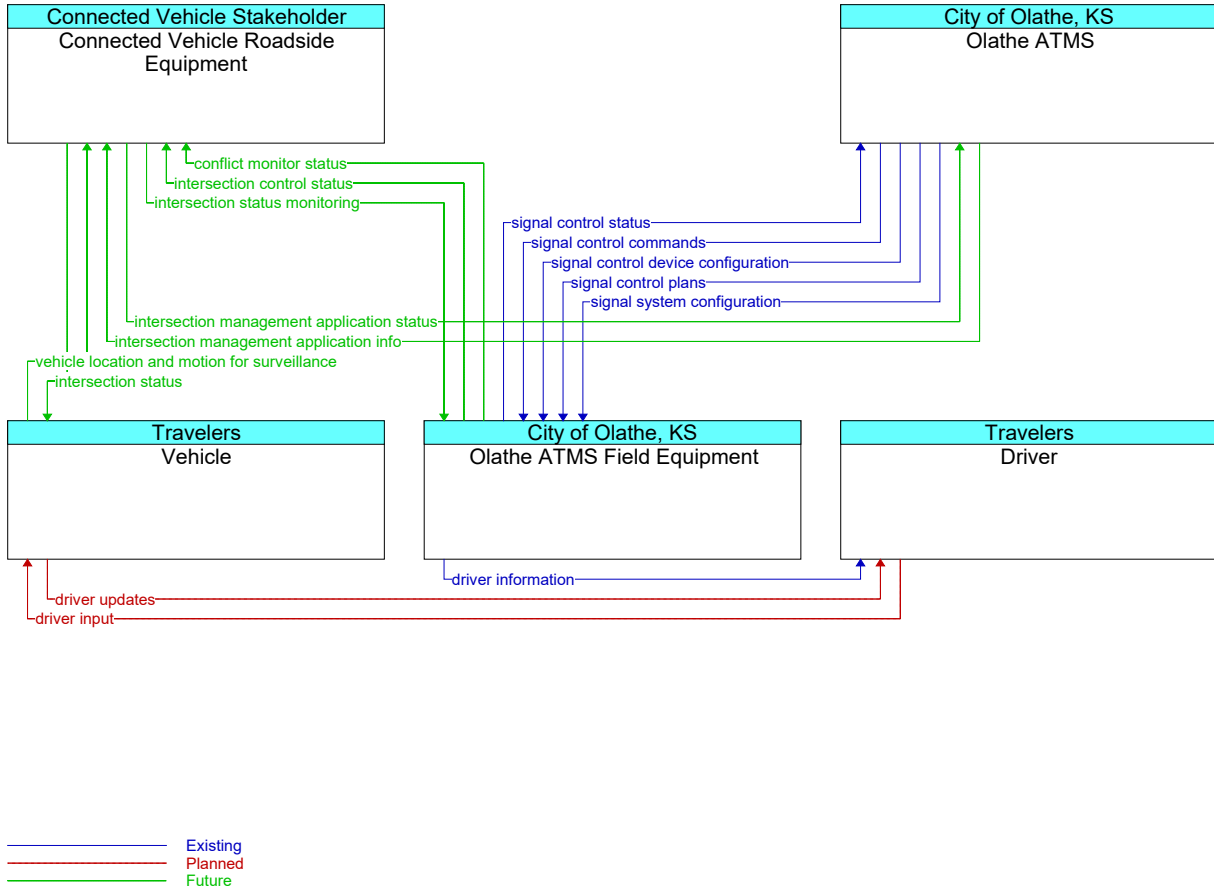 Connected Vehicle Stakeholder
Connected Vehicle Roadside
Equipment
City of Olathe, KS
Olathe ATMS
conflict monitor status
intersection control status
intersection status monitoring
signal control status
signal control commands
signal control device configuration
signal control plans
signal system configuration
intersection management application status
intersection management application info
vehicle location and motion for surveillance
intersection status
Travelers
Vehicle
City of Olathe, KS
Olathe ATMS Field Equipment
Travelers
Driver
driver information
driver updates
driver input
Existing
Planned
Future